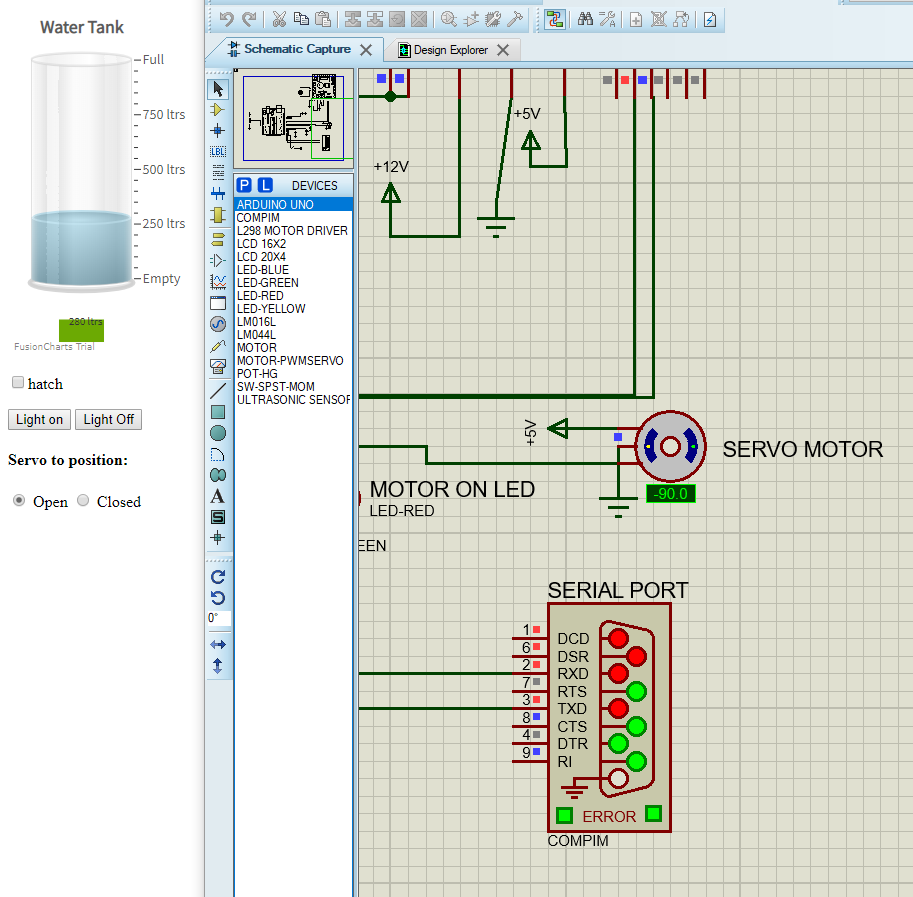 Water Tank
Full
750 ltrs
500 ltrs
250 ltrs
Empty
280 ltrs
FusionCharts Trial
hatch
Light on Light Off
Servo to position:
Open Closed
Schematic Capture
Design Explorer
LBL
A
S
0°
P L DEVICES
ARDUINO UNO
COMPIM
L298 MOTOR DRIVER
LCD 16X2
LCD 20X4
LED-BLUE
LED-GREEN
LED-RED
LED-YELLOW
LM016L
LM044L
MOTOR
MOTOR-PWMSERVO
POT-HG
SW-SPST-MOM
ULTRASONIC SENSOR
+5V
+12V
+5V
SERVO MOTOR
-90.0
MOTOR ON LED
LED-RED
EEN
SERIAL PORT
1 DCD
6 DSR
2 RXD
7 RTS
3 TXD
8 CTS
4 DTR
9 RI
ERROR
COMPIM